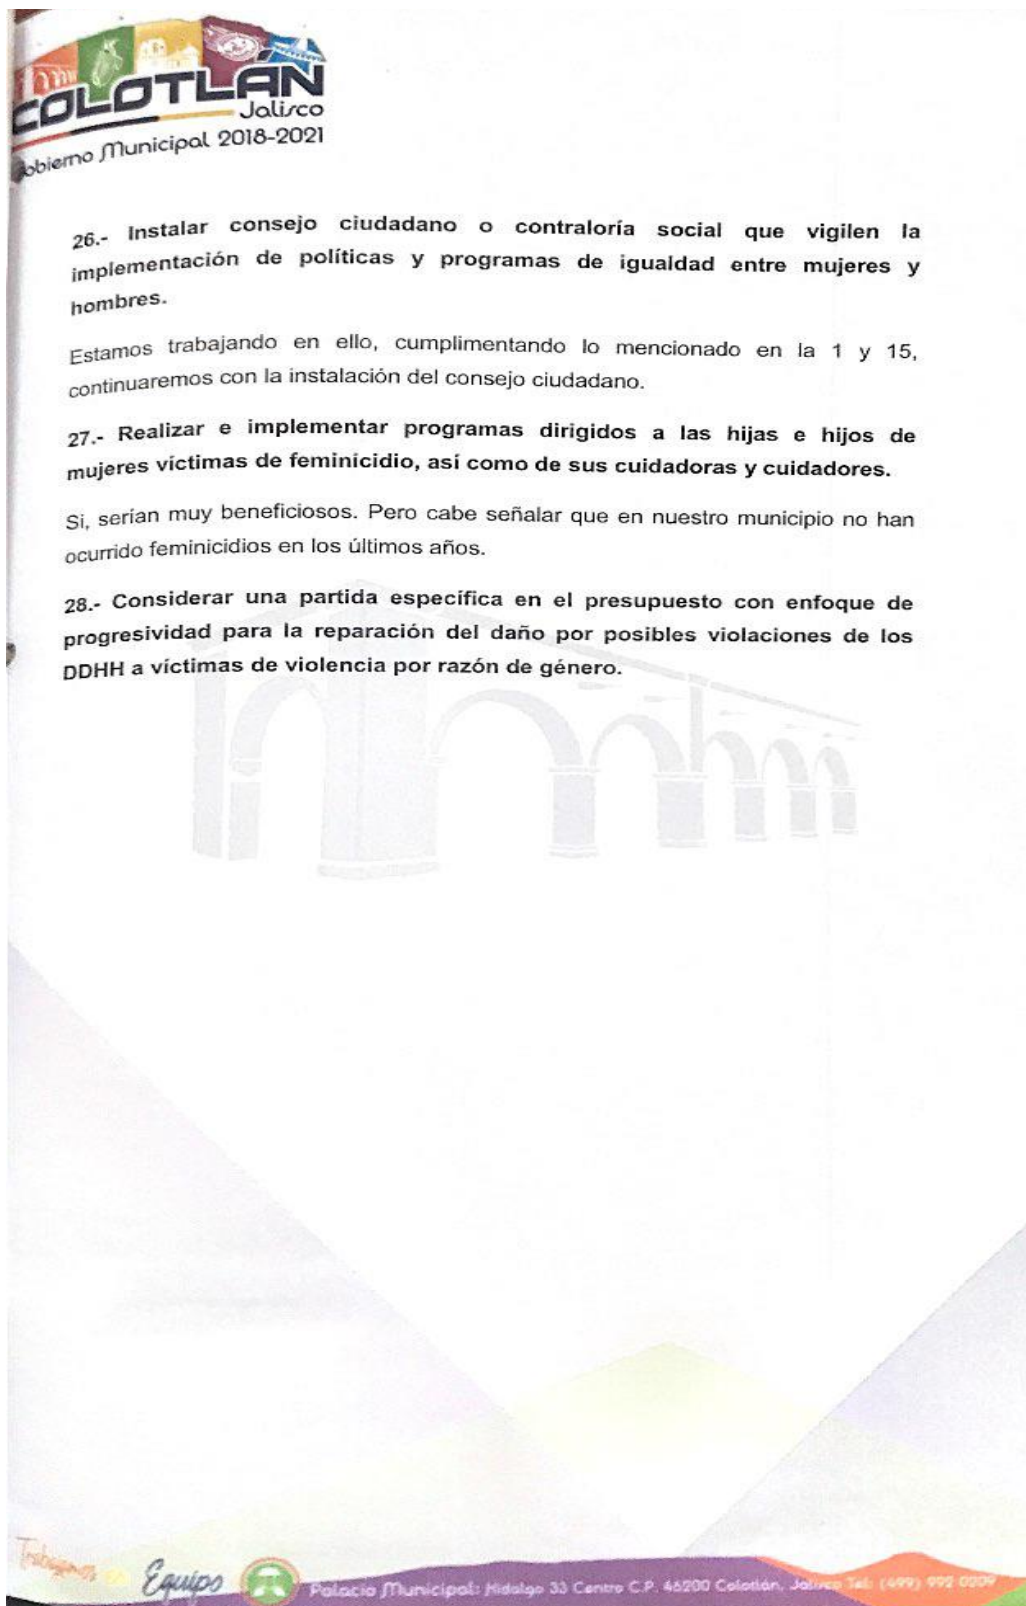 COLOTLÁN
Jalisco
Gobierno Municipal 2018-2021
26.- Instalar consejo ciudadano o contraloría social que vigilen la
implementación de políticas y programas de igualdad entre mujeres y
hombres.
Estamos trabajando en ello, cumplimentando lo mencionado en la 1 y 15,
continuaremos con la instalación del consejo ciudadano.
27.- Realizar e implementar programas dirigidos a las hijas e hijos de
mujeres víctimas de feminicidio, así como de sus cuidadoras y cuidadores.
Si, serían muy beneficiosos. Pero cabe señalar que en nuestro municipio no han
ocurrido feminicidios en los últimos años.
28.- Considerar una partida específica en el presupuesto con enfoque de
progresividad para la reparación del daño por posibles violaciones de los
DDHH a víctimas de violencia por razón de género.
Trabajamos Equipo
Palacio Municipal: Hidalgo 33 Centro C.P. 46200 Colotlán, Jalisco Tel: (499) 992 0209